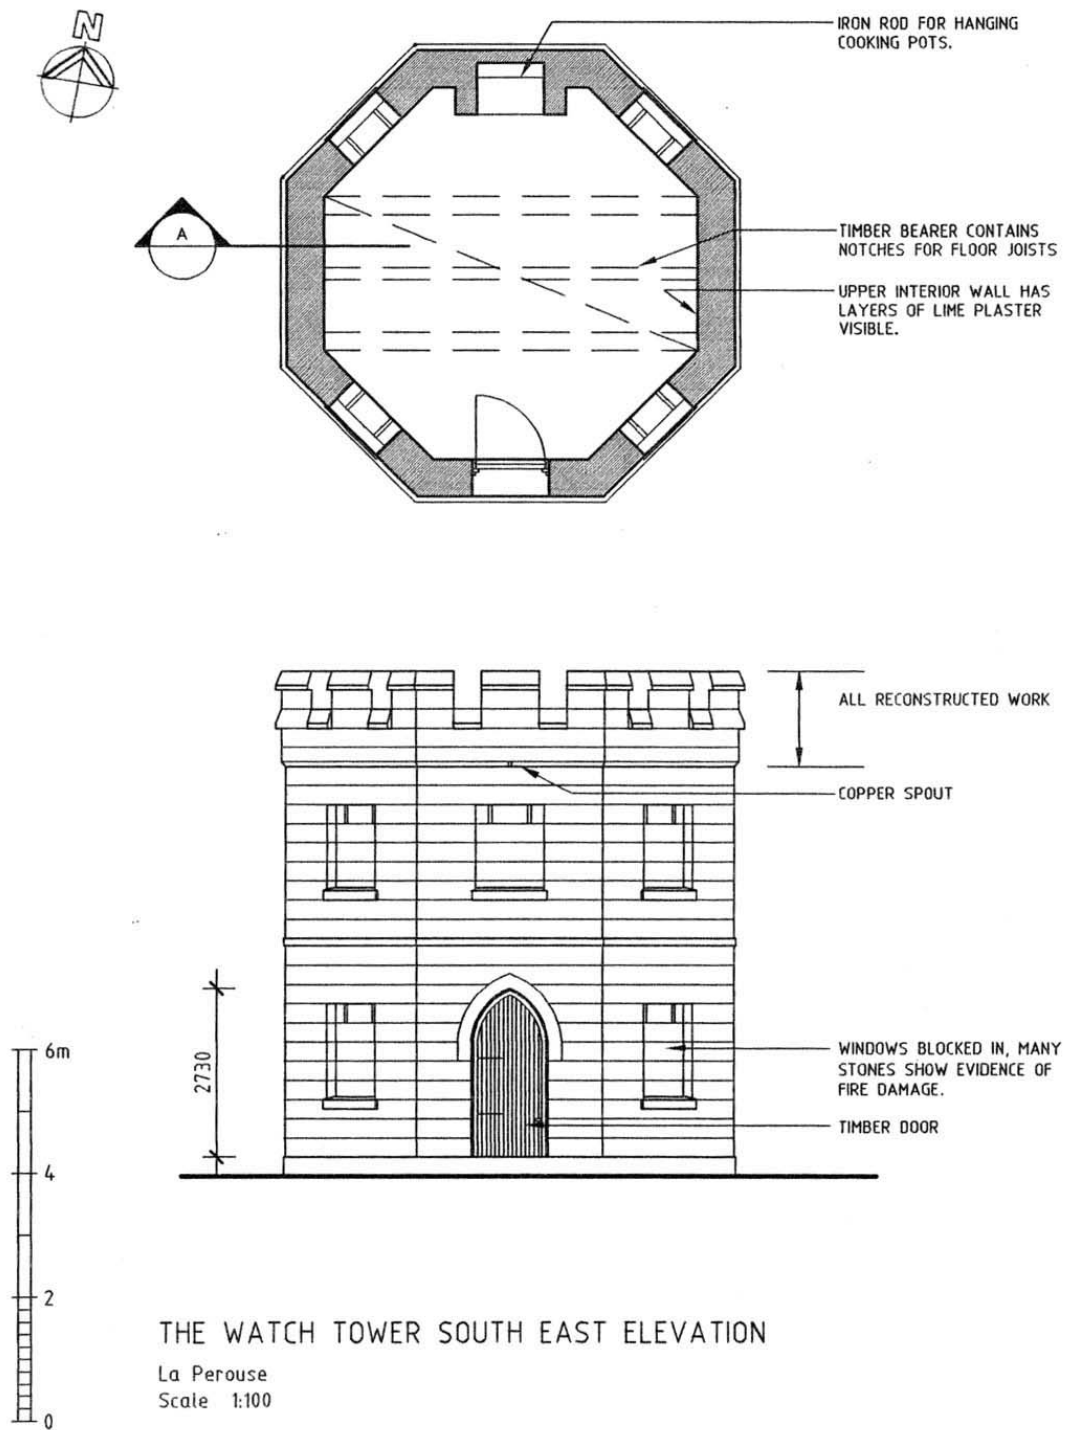 N
IRON ROD FOR HANGING
COOKING POTS.
A
TIMBER BEARER CONTAINS
NOTCHES FOR FLOOR JOISTS
UPPER INTERIOR WALL HAS
LAYERS OF LIME PLASTER
VISIBLE.
ALL RECONSTRUCTED WORK
COPPER SPOUT
2730
WINDOWS BLOCKED IN, MANY
STONES SHOW EVIDENCE OF
FIRE DAMAGE.
TIMBER DOOR
6m
4
2
0
THE WATCH TOWER SOUTH EAST ELEVATION
La Perouse
Scale 1:100